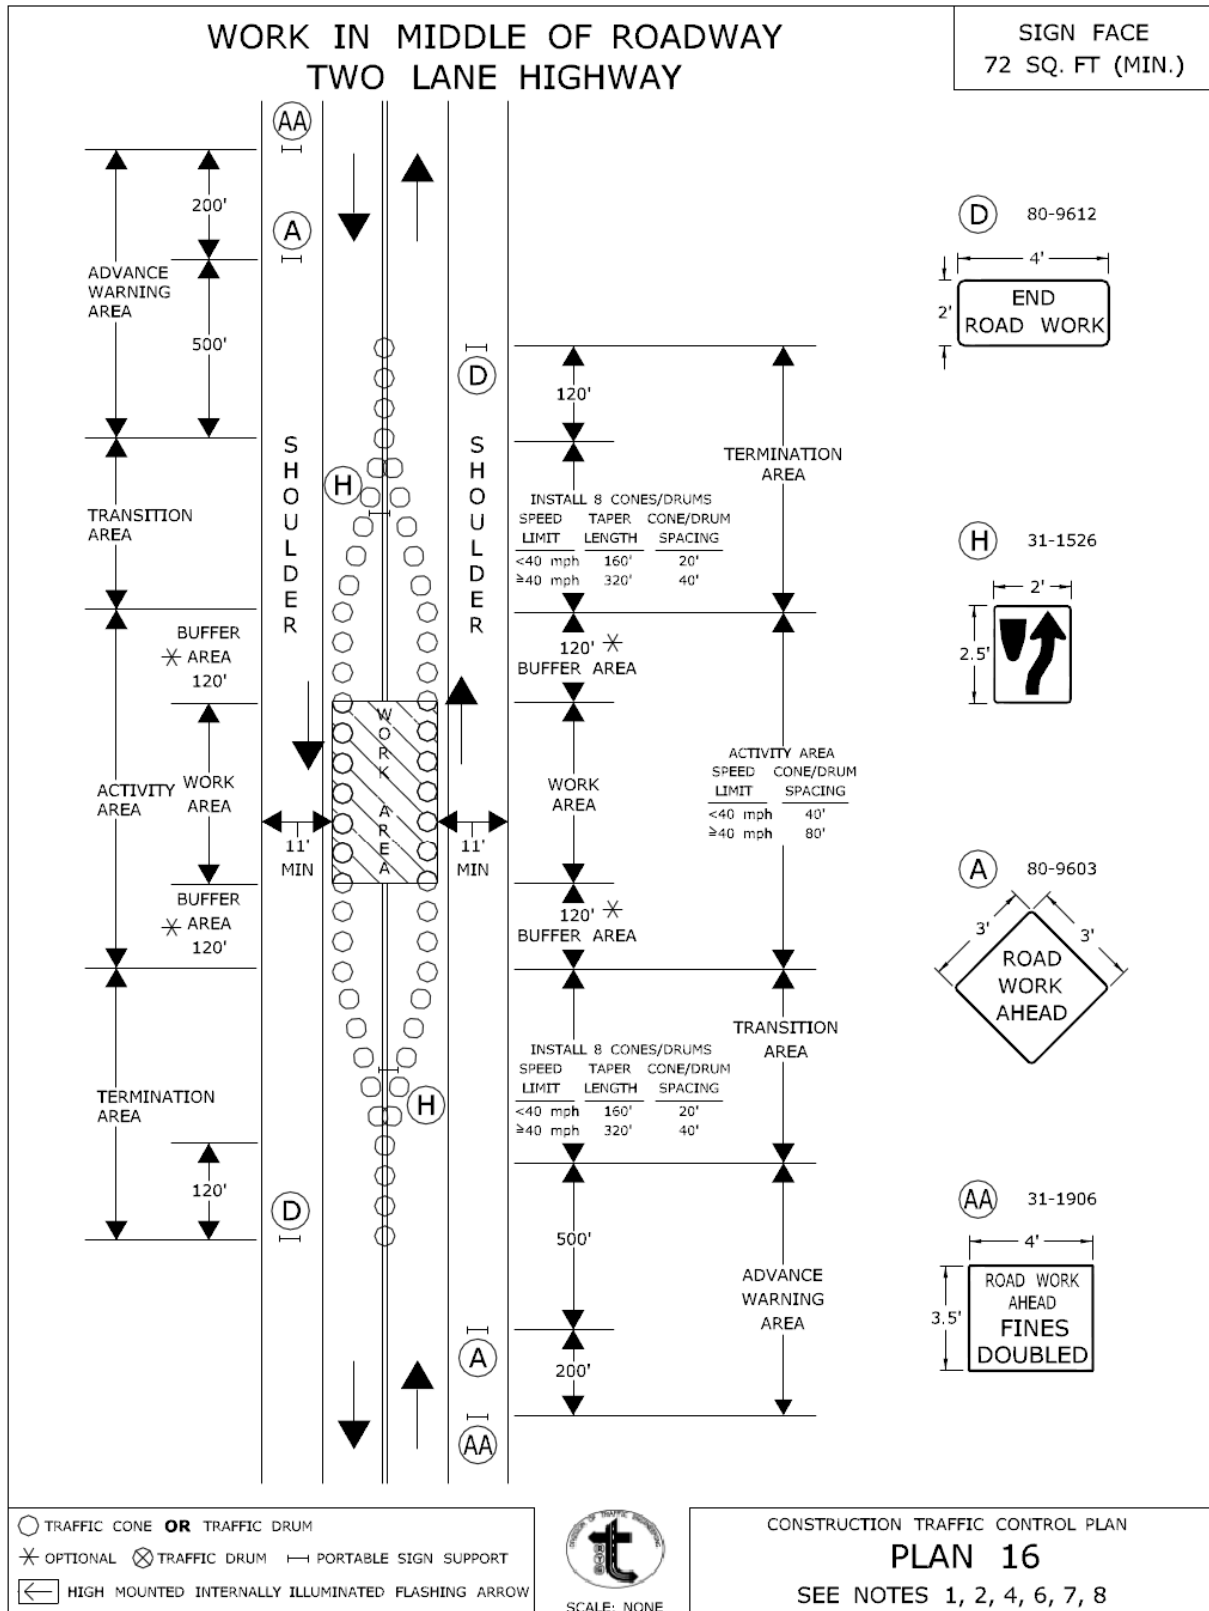 WORK IN MIDDLE OF ROADWAY
TWO LANE HIGHWAY
SIGN FACE
72 SQ. FT (MIN.)
AA
200'
A
ADVANCE
WARNING
AREA
500'
D
120'
TERMINATION
AREA
SHOULDER
SHOULDER
H
TRANSITION
AREA
INSTALL 8 CONES/DRUMS
SPEED TAPER CONE/DRUM
LIMIT LENGTH SPACING
<40 mph 160' 20'
≥40 mph 320' 40'
BUFFER
* AREA
120'
120' *
BUFFER AREA
WORK AREA
ACTIVITY
AREA
WORK
AREA
WORK
AREA
ACTIVITY AREA
SPEED CONE/DRUM
LIMIT SPACING
<40 mph 40'
≥40 mph 80'
11'
MIN
11'
MIN
BUFFER
* AREA
120'
120' *
BUFFER AREA
TRANSITION
AREA
INSTALL 8 CONES/DRUMS
SPEED TAPER CONE/DRUM
LIMIT LENGTH SPACING
<40 mph 160' 20'
≥40 mph 320' 40'
TERMINATION
AREA
H
120'
D
500'
ADVANCE
WARNING
AREA
A
200'
AA
D 80-9612
4'
2'
END
ROAD WORK
H 31-1526
2'
2.5'
A 80-9603
3' 3'
ROAD
WORK
AHEAD
AA 31-1906
4'
3.5'
ROAD WORK
AHEAD
FINES
DOUBLED
TRAFFIC CONE OR TRAFFIC DRUM
* OPTIONAL TRAFFIC DRUM PORTABLE SIGN SUPPORT
HIGH MOUNTED INTERNALLY ILLUMINATED FLASHING ARROW
DIVISION OF TRAFFIC ENGINEERING
SCALE: NONE
CONSTRUCTION TRAFFIC CONTROL PLAN
PLAN 16
SEE NOTES 1, 2, 4, 6, 7, 8